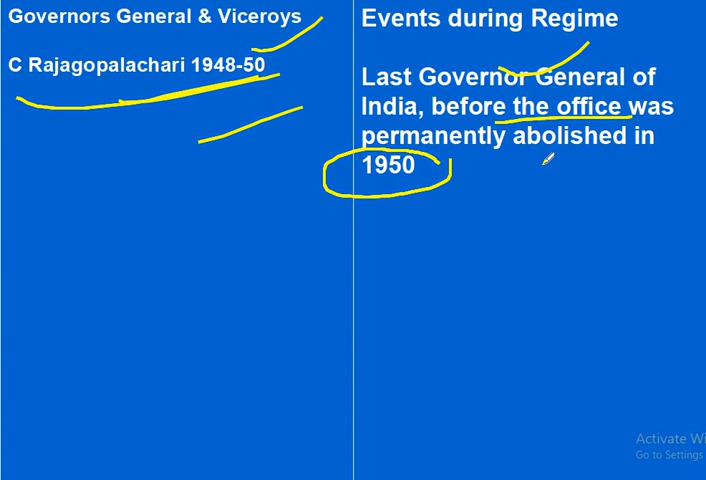 Governors General & Viceroys
C Rajagopalachari 1948-50
Events during Regime
Last Governor General of
India, before the office was
permanently abolished in
1950
Activate Wi
Go to Settings